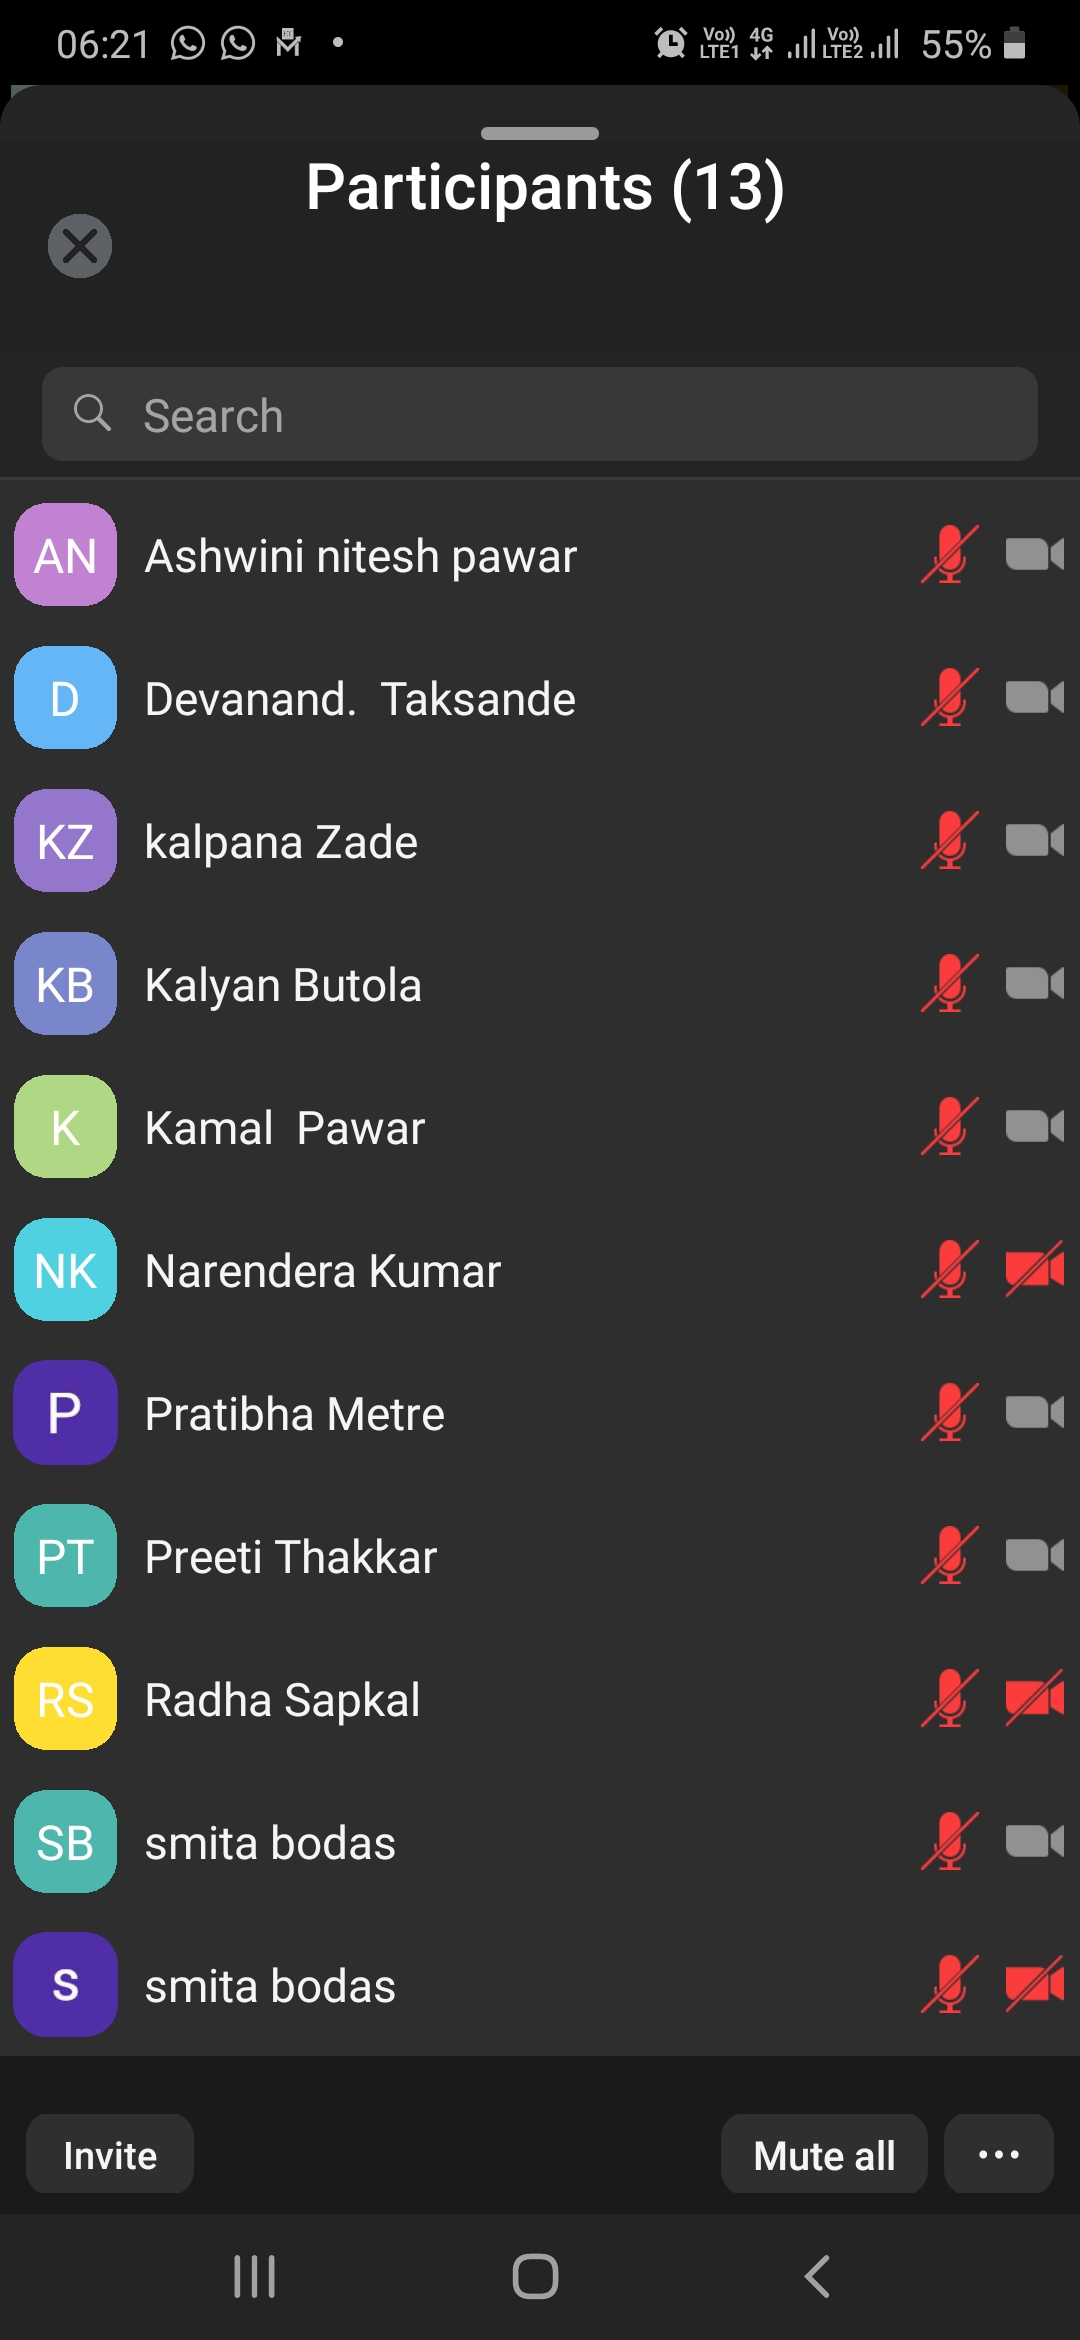 06:21 Vo)) LTE1 4G Vo)) LTE2 55%
Participants (13)
Search
AN Ashwini nitesh pawar
D Devanand.  Taksande
KZ kalpana Zade
KB Kalyan Butola
K Kamal  Pawar
NK Narendera Kumar
P Pratibha Metre
PT Preeti Thakkar
RS Radha Sapkal
SB smita bodas
S smita bodas
Invite Mute all